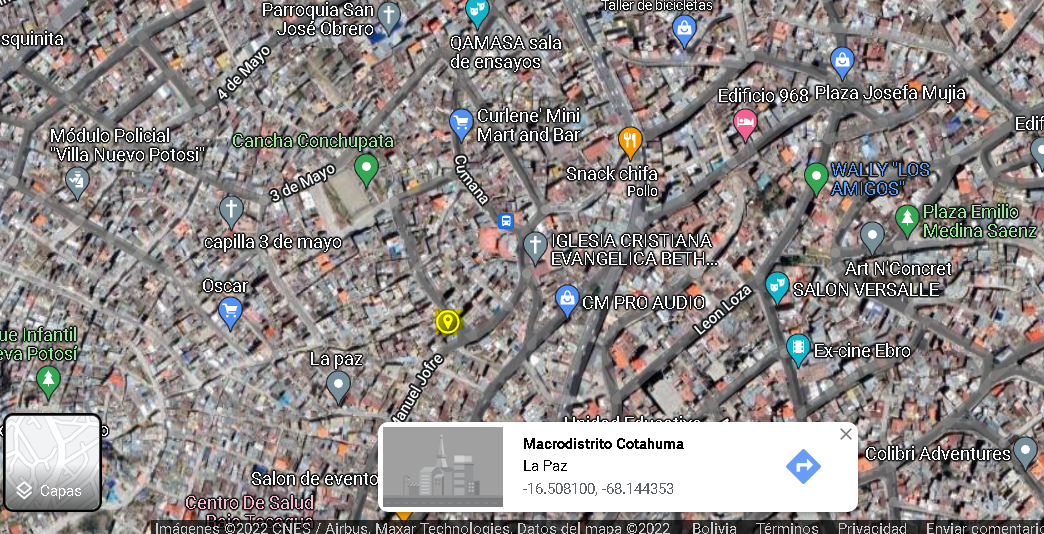 Parroquia San
José Obrero
Taller de bicicletas
squinita
QAMASA sala
de ensayos
4 de Mayo
Edificio 968
Plaza Josefa Mujia
Curlene' Mini
Mart and Bar
Módulo Policial
"Villa Nuevo Potosi"
Cancha Conchupata
Edif
3 de Mayo
Cumana
Snack chifa
Pollo
WALLY "LOS
AMIGOS"
Plaza Emilio
Medina Saenz
capilla 3 de mayo
IGLESIA CRISTIANA
EVANGELICA BETH...
Art N'Concret
Oscar
CM PRO AUDIO
SALON VERSALLE
Leon Loza
ue Infantil
eva Potosí
La paz
Ex-cine Ebro
Manuel Jofre
Unidad Educativa
Macrodistrito Cotahuma
La Paz
-16.508100, -68.144353
Colibri Adventures
Capas
Salon de evento
Centro De Salud
Imágenes ©2022 CNES / Airbus, Maxar Technologies, Datos del mapa ©2022
Bolivia
Términos
Privacidad
Enviar comentario